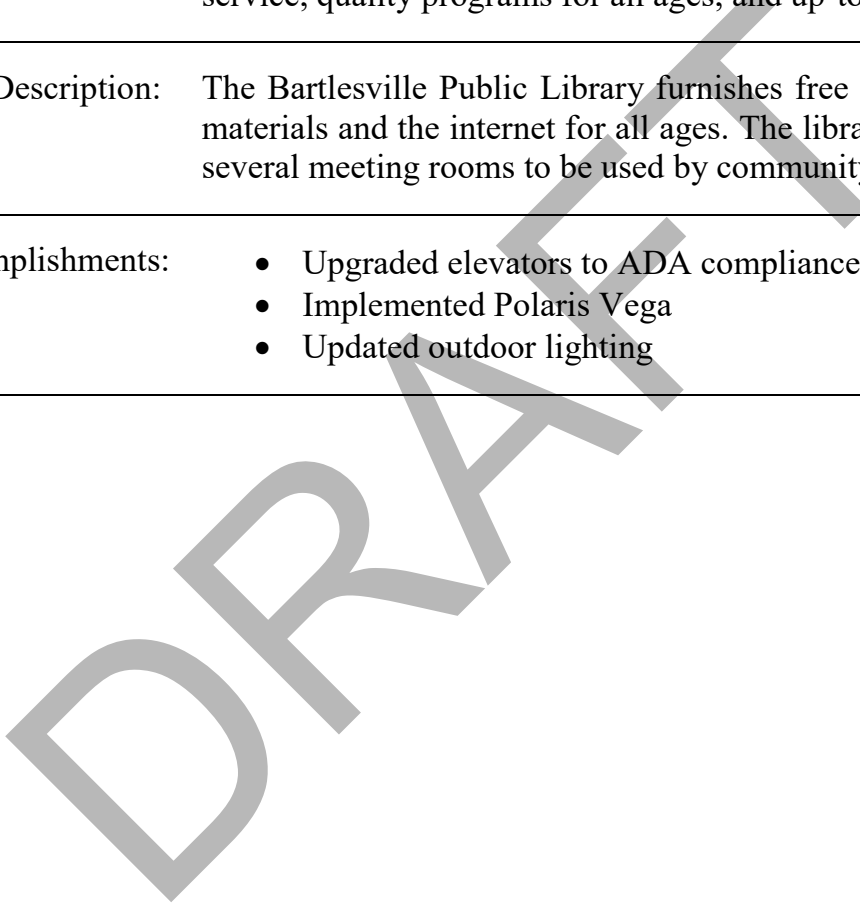 service, quality programs for all ages, and up-to
Description: The Bartlesville Public Library furnishes free
materials and the internet for all ages. The libra
several meeting rooms to be used by community
mplishments: • Upgraded elevators to ADA compliance
• Implemented Polaris Vega
• Updated outdoor lighting
DRAFT